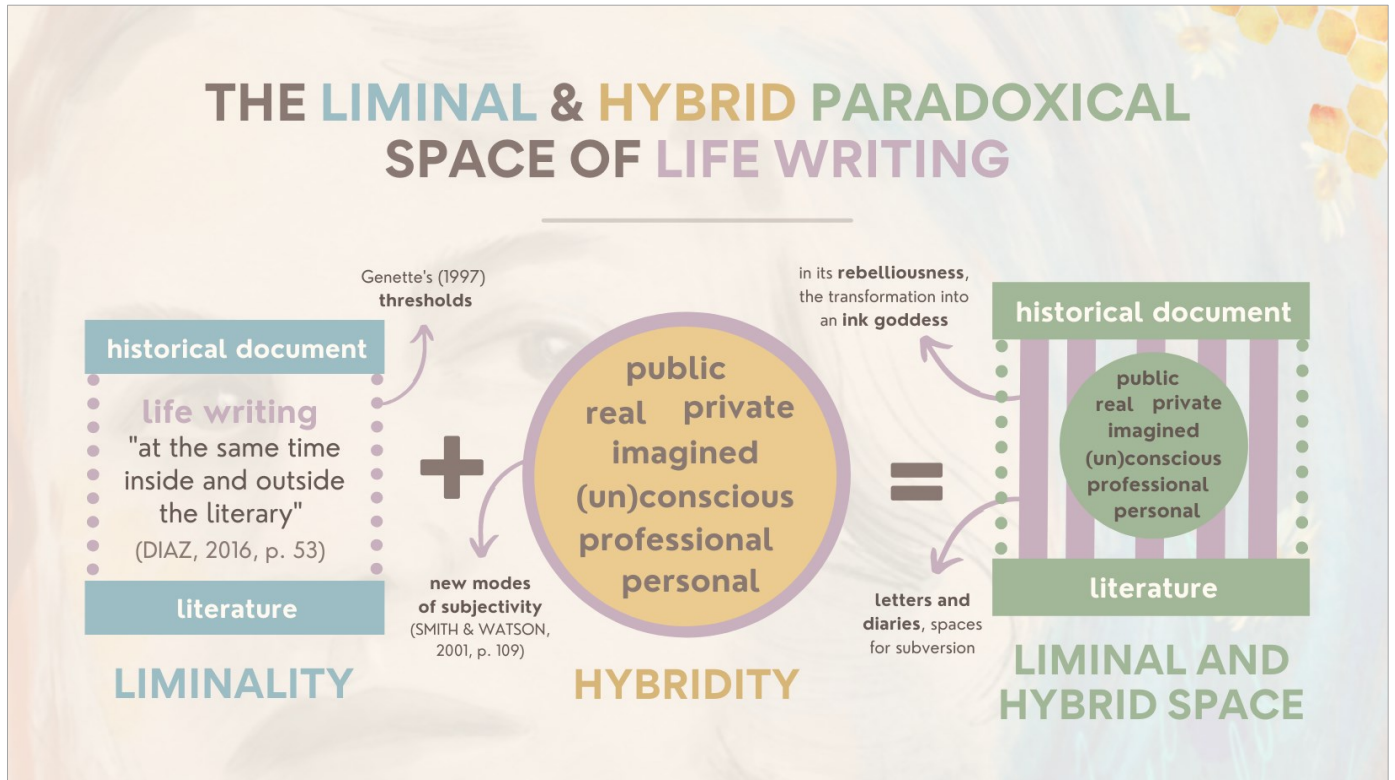 THE LIMINAL & HYBRID PARADOXICAL
SPACE OF LIFE WRITING
historical document
life writing
"at the same time
inside and outside
the literary"
(DIAZ, 2016, p. 53)
literature
LIMINALITY
Genette's (1997)
thresholds
+
new modes
of subjectivity
(SMITH & WATSON,
2001, p. 109)
public
real private
imagined
(un)conscious
professional
personal
HYBRIDITY
=
in its rebelliousness,
the transformation into
an ink goddess
letters and
diaries, spaces
for subversion
historical document
public
real private
imagined
(un)conscious
professional
personal
literature
LIMINAL AND
HYBRID SPACE